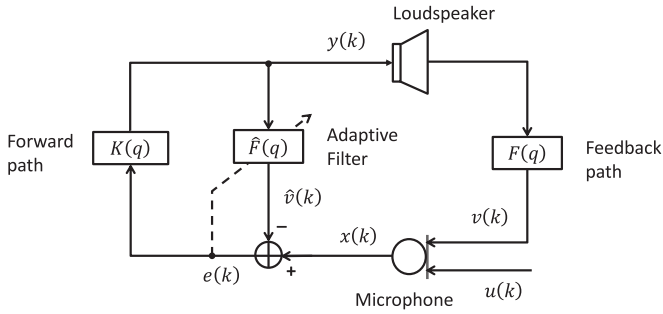 Loudspeaker
y(k)
Forward
path
K(q)
F̂(q)
Adaptive
Filter
F(q)
Feedback
path
v̂(k)
v(k)
−
x(k)
e(k)
+
u(k)
Microphone